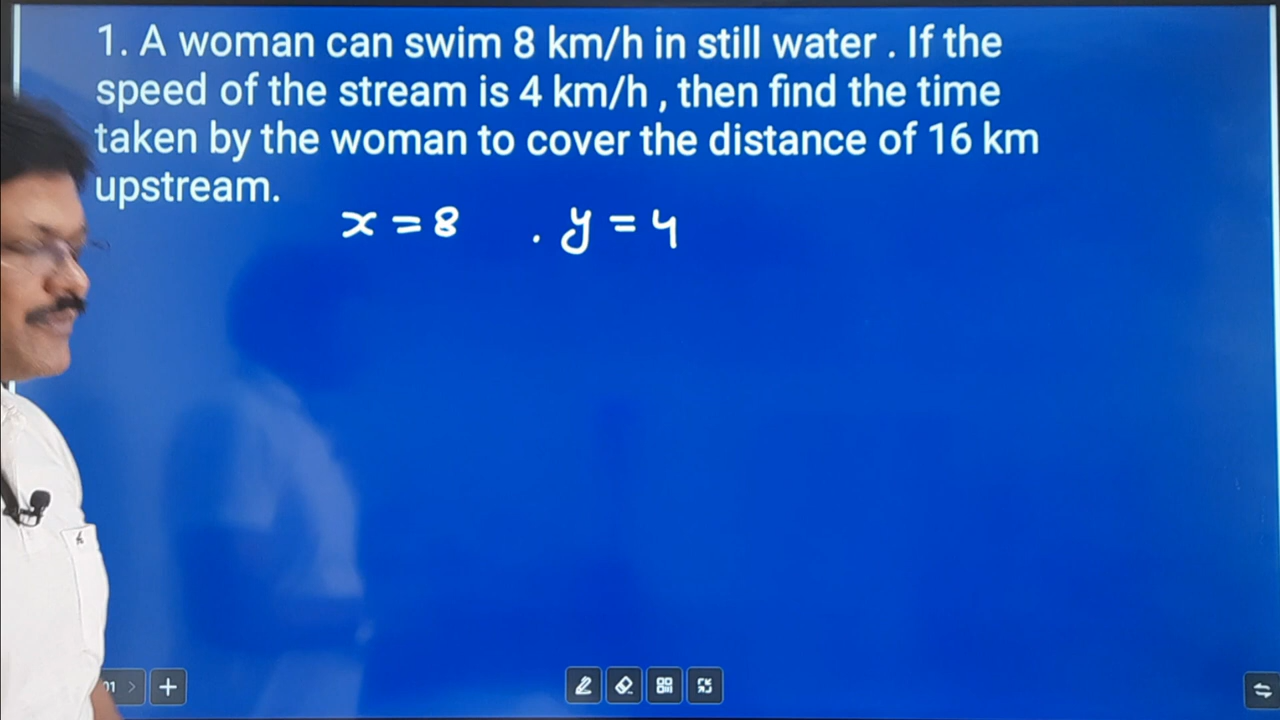 1. A woman can swim 8 km/h in still water . If the
speed of the stream is 4 km/h , then find the time
taken by the woman to cover the distance of 16 km
upstream.
x = 8 . y = 4
01